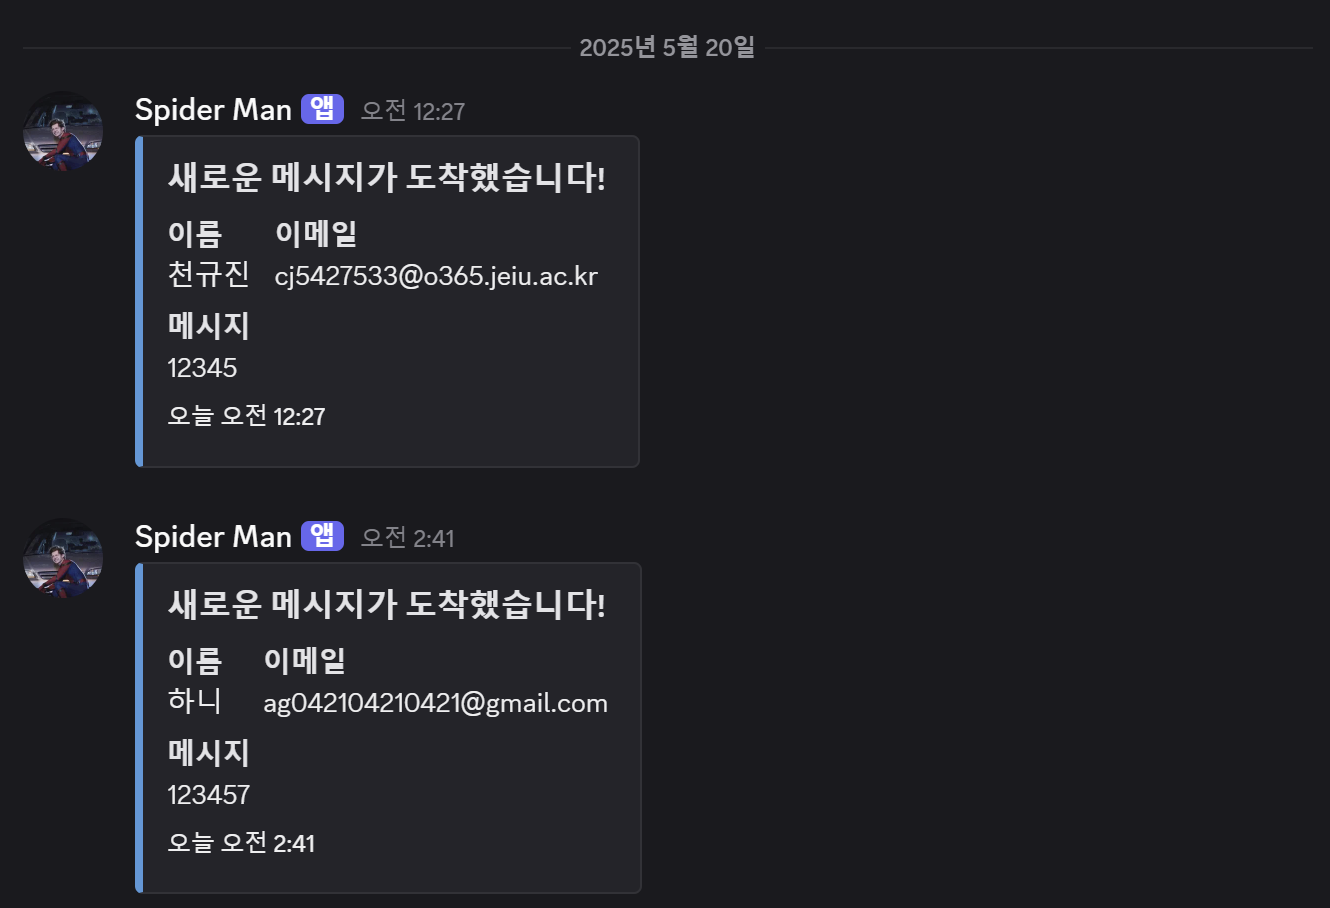 2025년 5월 20일
Spider Man 앱 오전 12:27
새로운 메시지가 도착했습니다!
이름 이메일
천규진 cj5427533@o365.jeiu.ac.kr
메시지
12345
오늘 오전 12:27
Spider Man 앱 오전 2:41
새로운 메시지가 도착했습니다!
이름 이메일
하니 ag042104210421@gmail.com
메시지
123457
오늘 오전 2:41